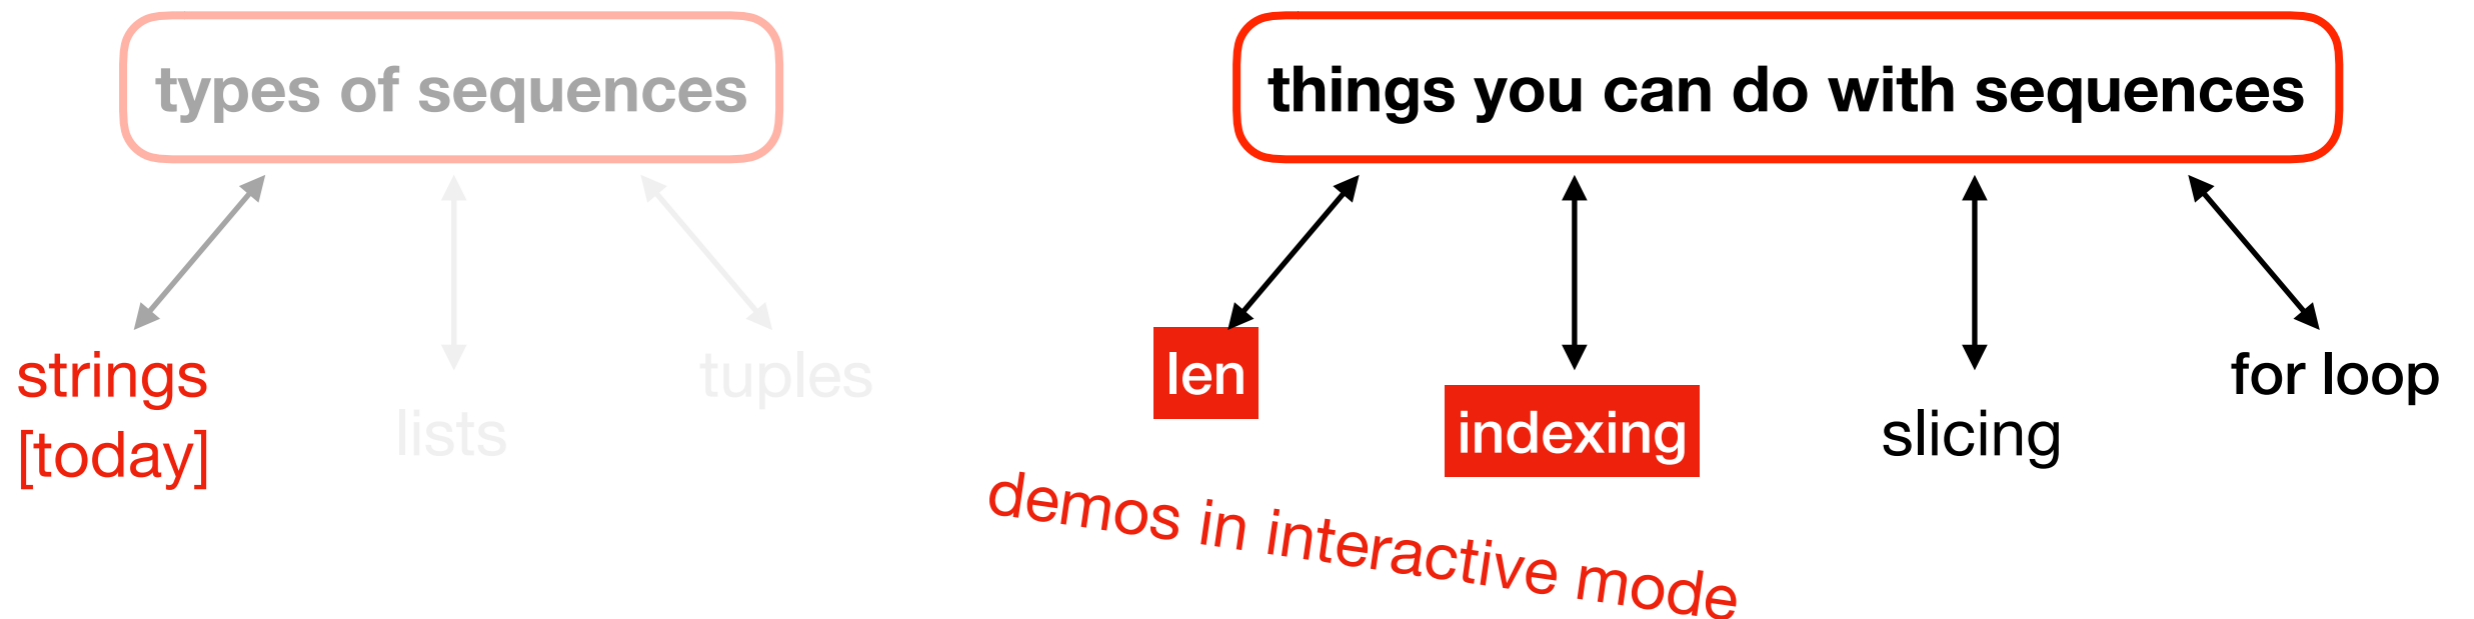 types of sequences
things you can do with sequences
strings
[today]
lists
tuples
len
indexing
slicing
for loop
demos in interactive mode